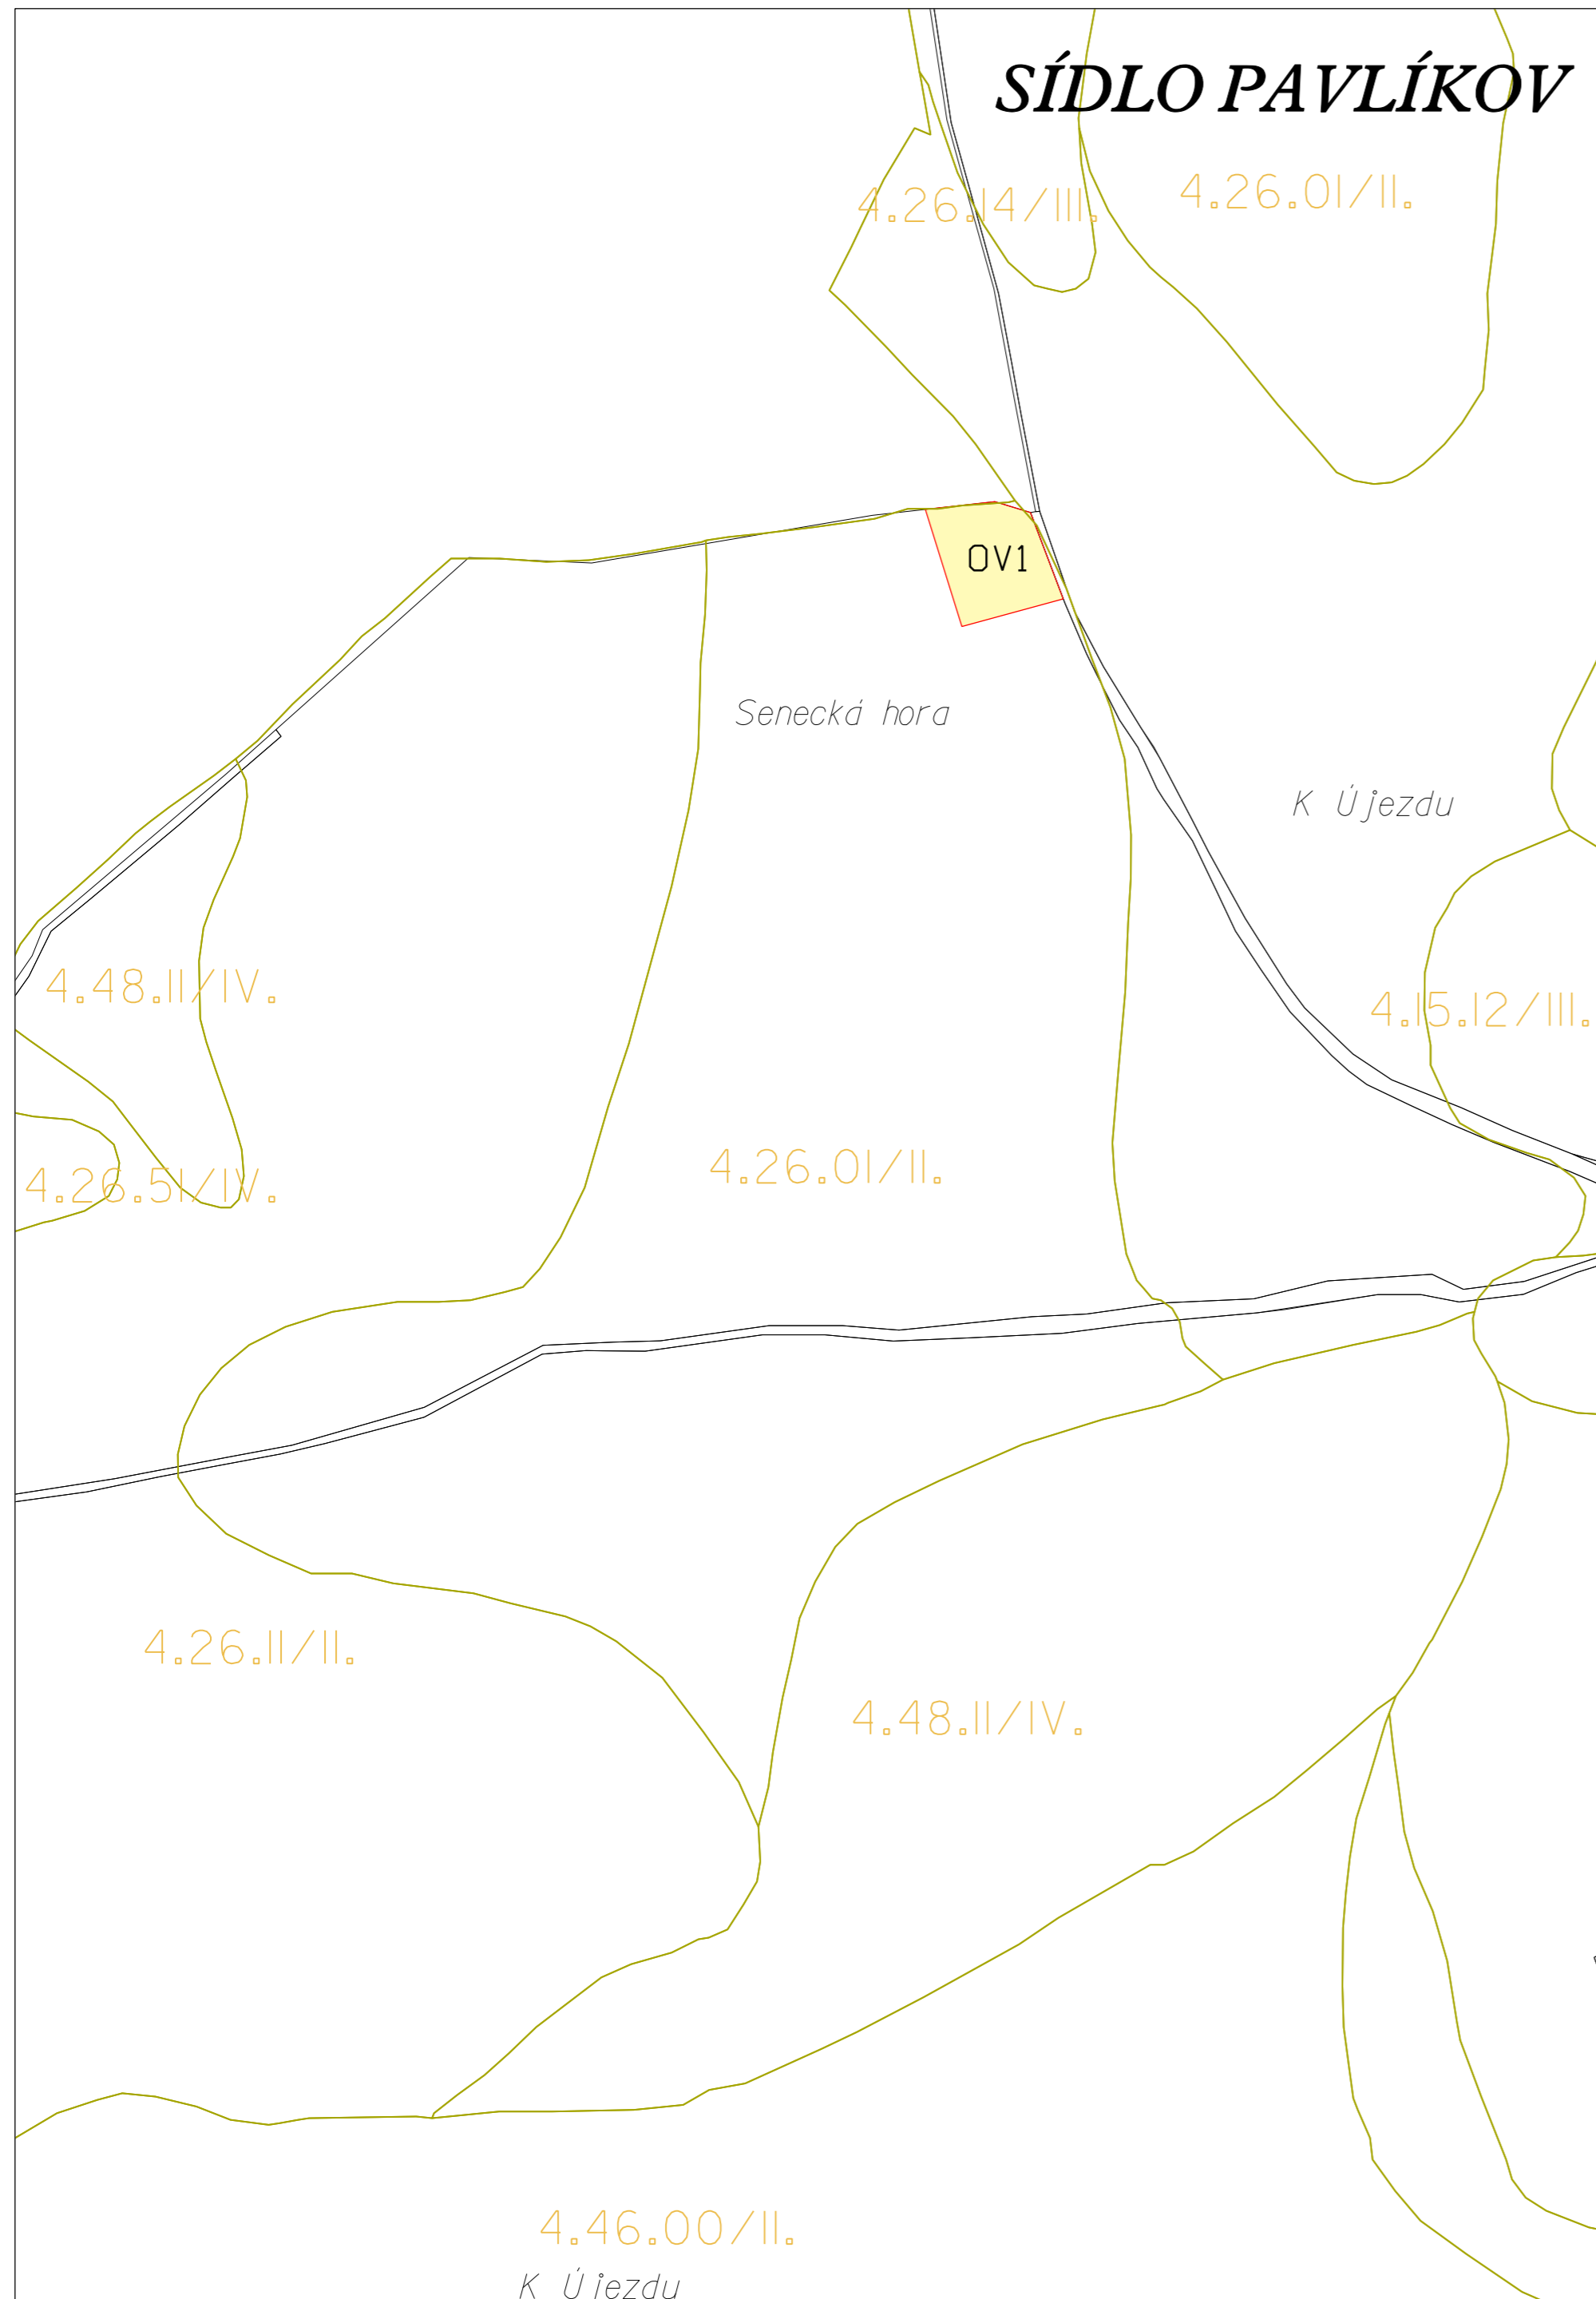 SÍDLO PAVLÍKOV
4.26.14/III.
4.26.01/II.
OV1
Senecká hora
K Újezdu
4.48.11/IV.
4.15.12/III.
4.26.51/IV.
4.26.01/II.
4.26.11/II.
4.48.11/IV.
4.46.00/II.
K Újezdu